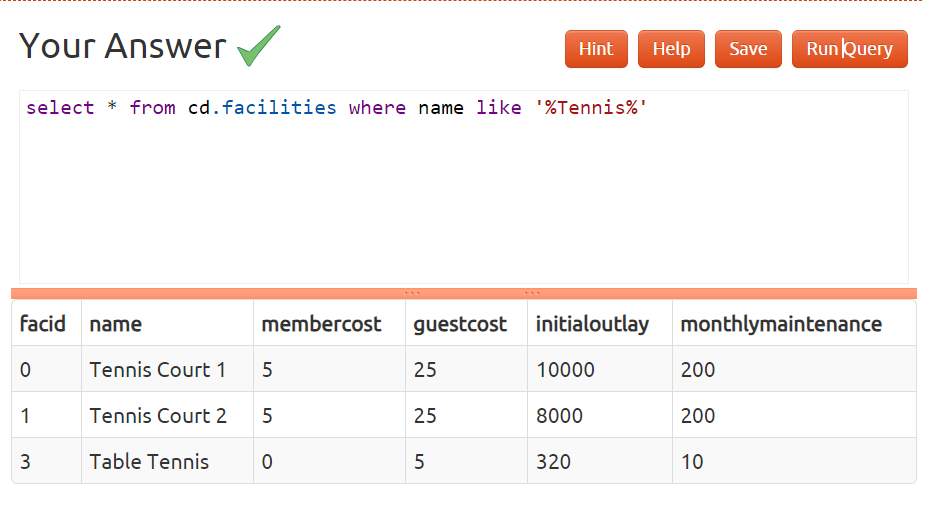 Your Answer
Hint Help Save Run Query
select * from cd.facilities where name like '%Tennis%'
facid name membercost guestcost initialoutlay monthlymaintenance
0 Tennis Court 1 5 25 10000 200
1 Tennis Court 2 5 25 8000 200
3 Table Tennis 0 5 320 10